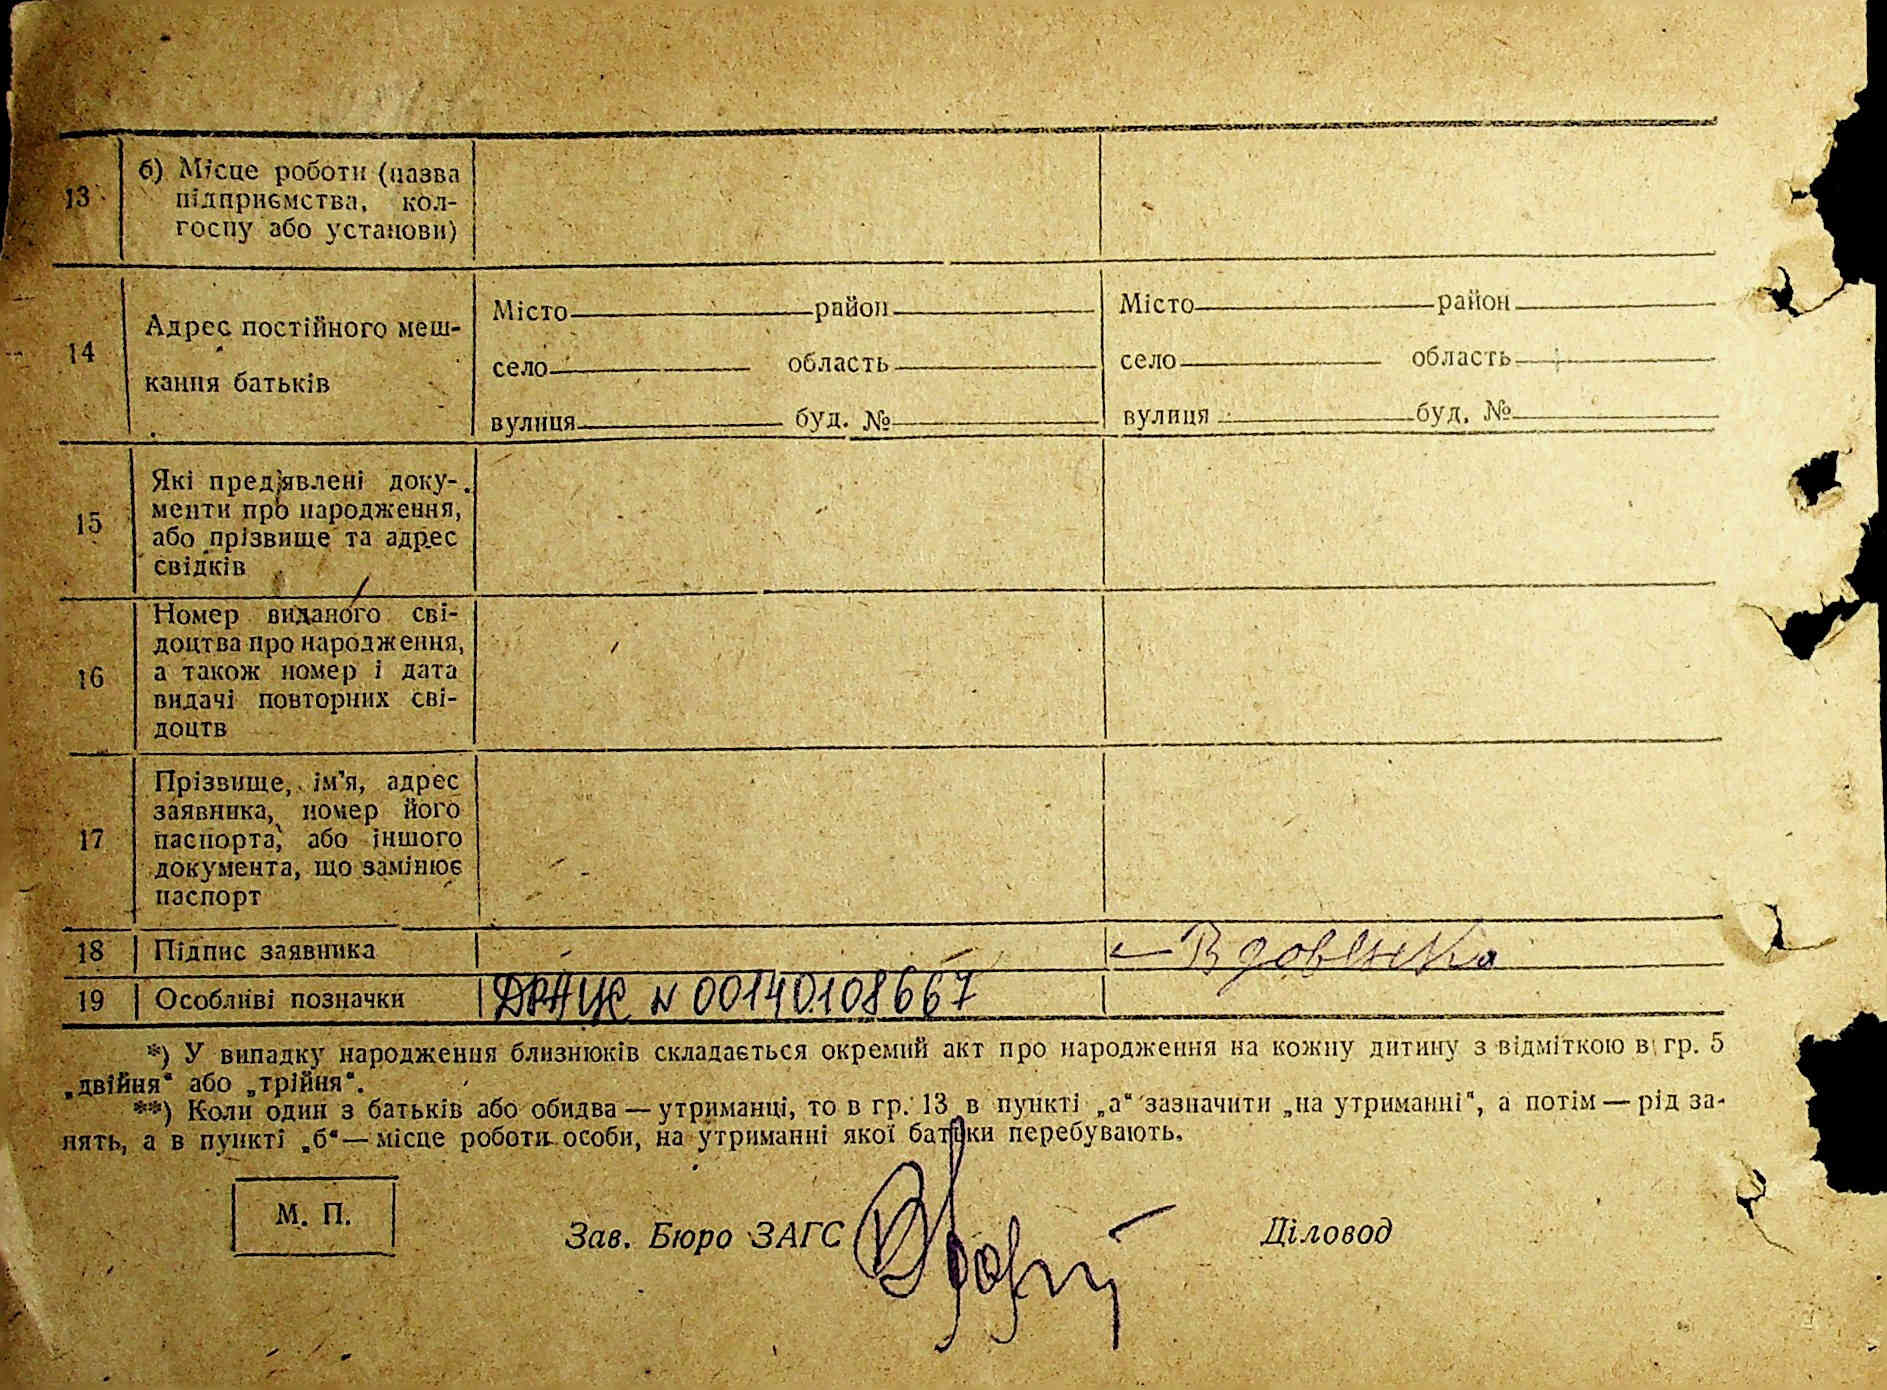 13
б) Місце роботи (назва
підприємства, кол-
госпу або установи)
14
Адрес постійного меш-
кання батьків
Місто район
село область
вулиця буд. №
Місто район
село область
вулиця буд. №
15
Які пред'явлені доку-
менти про народження,
або прізвище та адрес
свідків
16
Номер виданого сві-
доцтва про народження,
а також номер і дата
видачі повторних сві-
доцтв
17
Прізвище, ім'я, адрес
заявника, номер його
паспорта, або іншого
документа, що замінює
паспорт
18 Підпис заявника
19 Особливі позначки ДРАЦС N 00140108667
*) У випадку народження близнюків складається окремий акт про народження на кожну дитину з відміткою в гр. 5
„двійня“ або „трійня“.
**) Коли один з батьків або обидва — утриманці, то в гр. 13 в пункті „а“ зазначити „на утриманні“, а потім — рід за-
нять, а в пункті „б“ — місце роботи особи, на утриманні якої батьки перебувають.
М. П.
Зав. Бюро ЗАГС Діловод